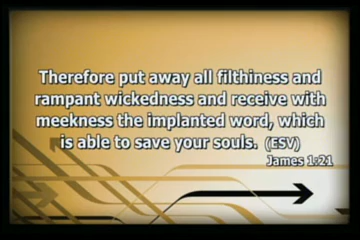 Therefore put away all filthiness and
rampant wickedness and receive with
meekness the implanted word, which
is able to save your souls. (ESV)
James 1:21